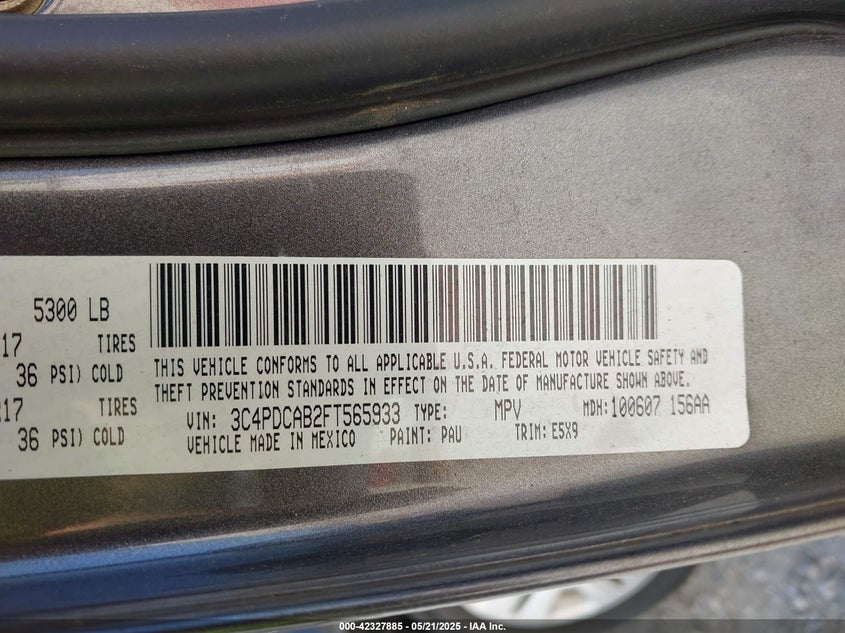 5300 LB
17 TIRES
36 PSI) COLD
R17 TIRES
36 PSI) COLD
THIS VEHICLE CONFORMS TO ALL APPLICABLE U.S.A. FEDERAL MOTOR VEHICLE SAFETY AND
THEFT PREVENTION STANDARDS IN EFFECT ON THE DATE OF MANUFACTURE SHOWN ABOVE.
VIN: 3C4PDCAB2FT565933 TYPE: MPV MDH:100607 156AA
VEHICLE MADE IN MEXICO PAINT: PAU TRIM: E5X9
000-42327885 - 05/21/2025 - IAA Inc.